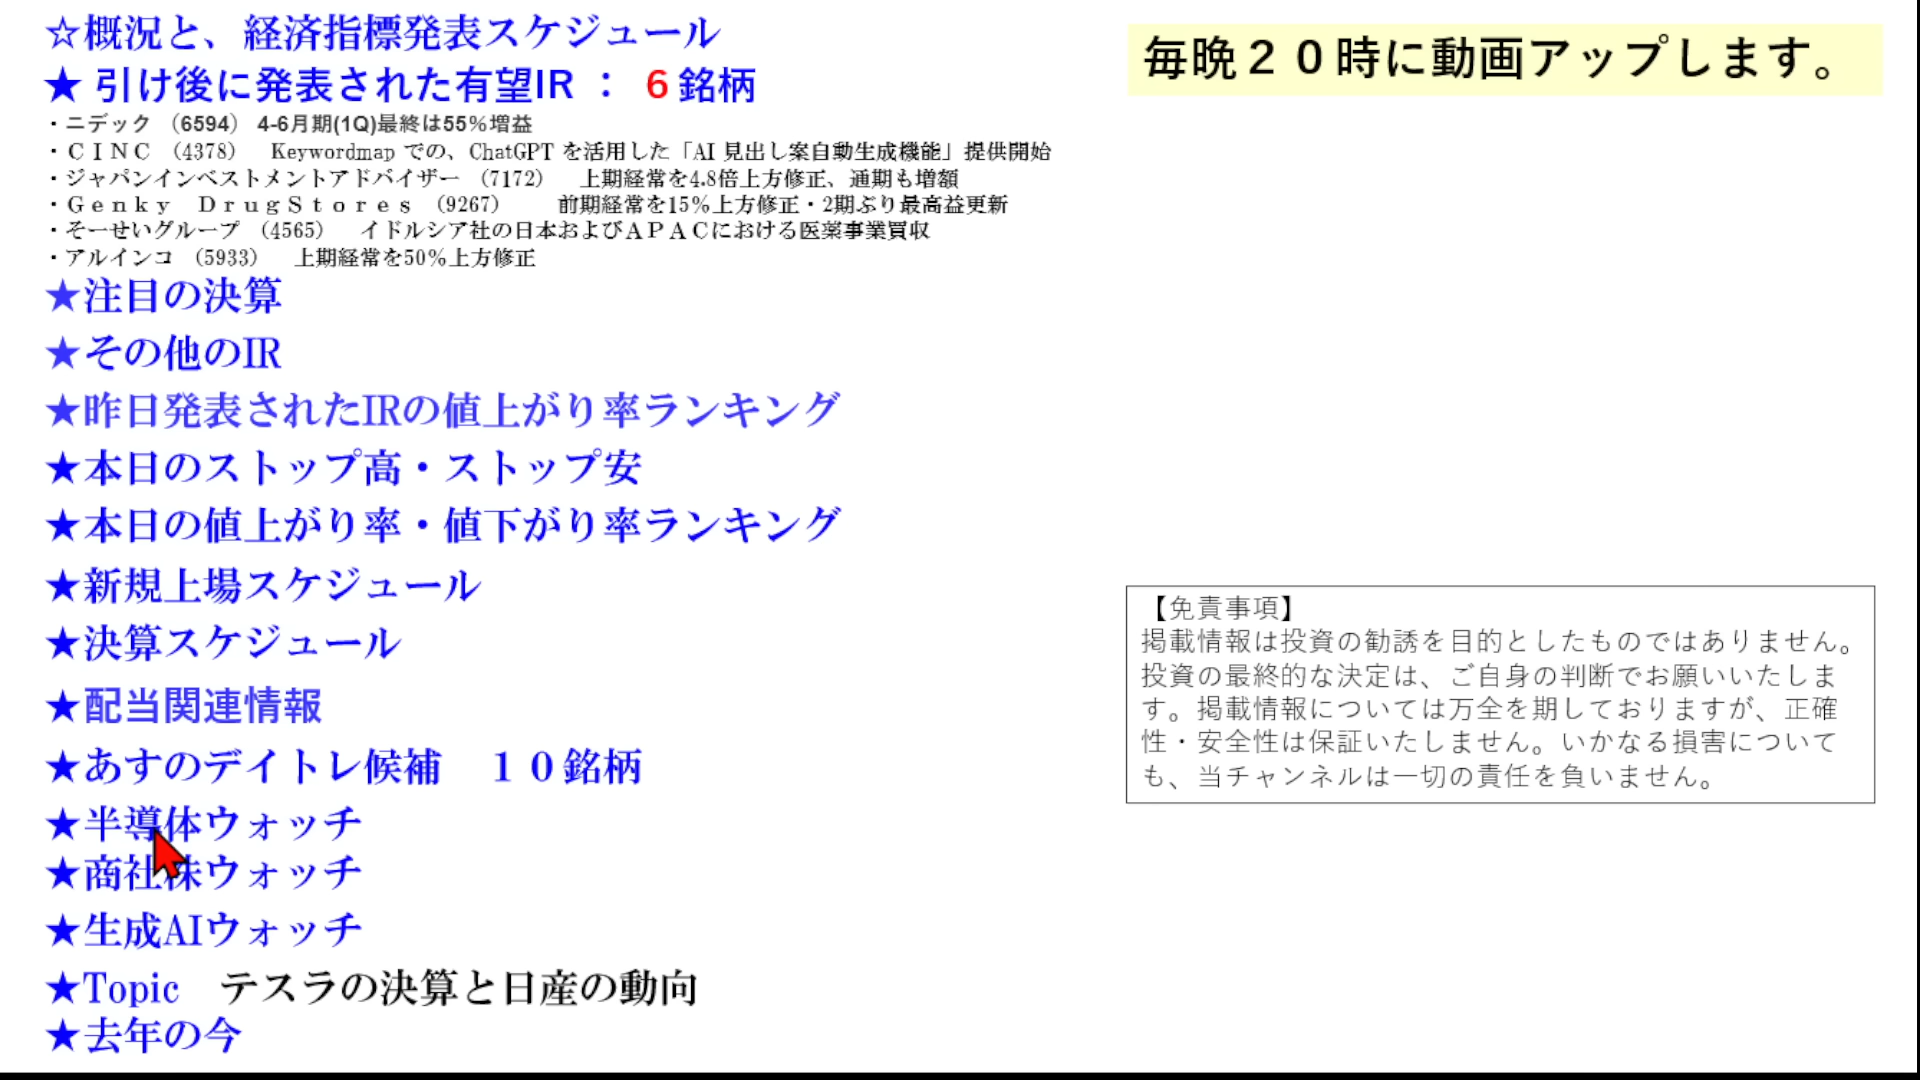 ☆概況と、経済指標発表スケジュール
★ 引け後に発表された有望IR ： 6 銘柄
・ニデック （6594） 4-6月期(1Q)最終は55％増益
・ＣＩＮＣ （4378） Keywordmap での、ChatGPT を活用した「AI 見出し案自動生成機能」提供開始
・ジャパンインベストメントアドバイザー （7172） 上期経常を4.8倍上方修正、通期も増額
・Ｇｅｎｋｙ ＤｒｕｇＳｔｏｒｅｓ （9267） 前期経常を15％上方修正・2期ぶり最高益更新
・そーせいグループ （4565） イドルシア社の日本およびＡＰＡＣにおける医薬事業買収
・アルインコ （5933） 上期経常を50％上方修正
★注目の決算
★その他のIR
★昨日発表されたIRの値上がり率ランキング
★本日のストップ高・ストップ安
★本日の値上がり率・値下がり率ランキング
★新規上場スケジュール
★決算スケジュール
★配当関連情報
★あすのデイトレ候補　１０銘柄
★半導体ウォッチ
★商社株ウォッチ
★生成AIウォッチ
★Topic　テスラの決算と日産の動向
★去年の今
毎晩２０時に動画アップします。
【免責事項】
掲載情報は投資の勧誘を目的としたものではありません。
投資の最終的な決定は、ご自身の判断でお願いいたしま
す。掲載情報については万全を期しておりますが、正確
性・安全性は保証いたしません。いかなる損害について
も、当チャンネルは一切の責任を負いません。